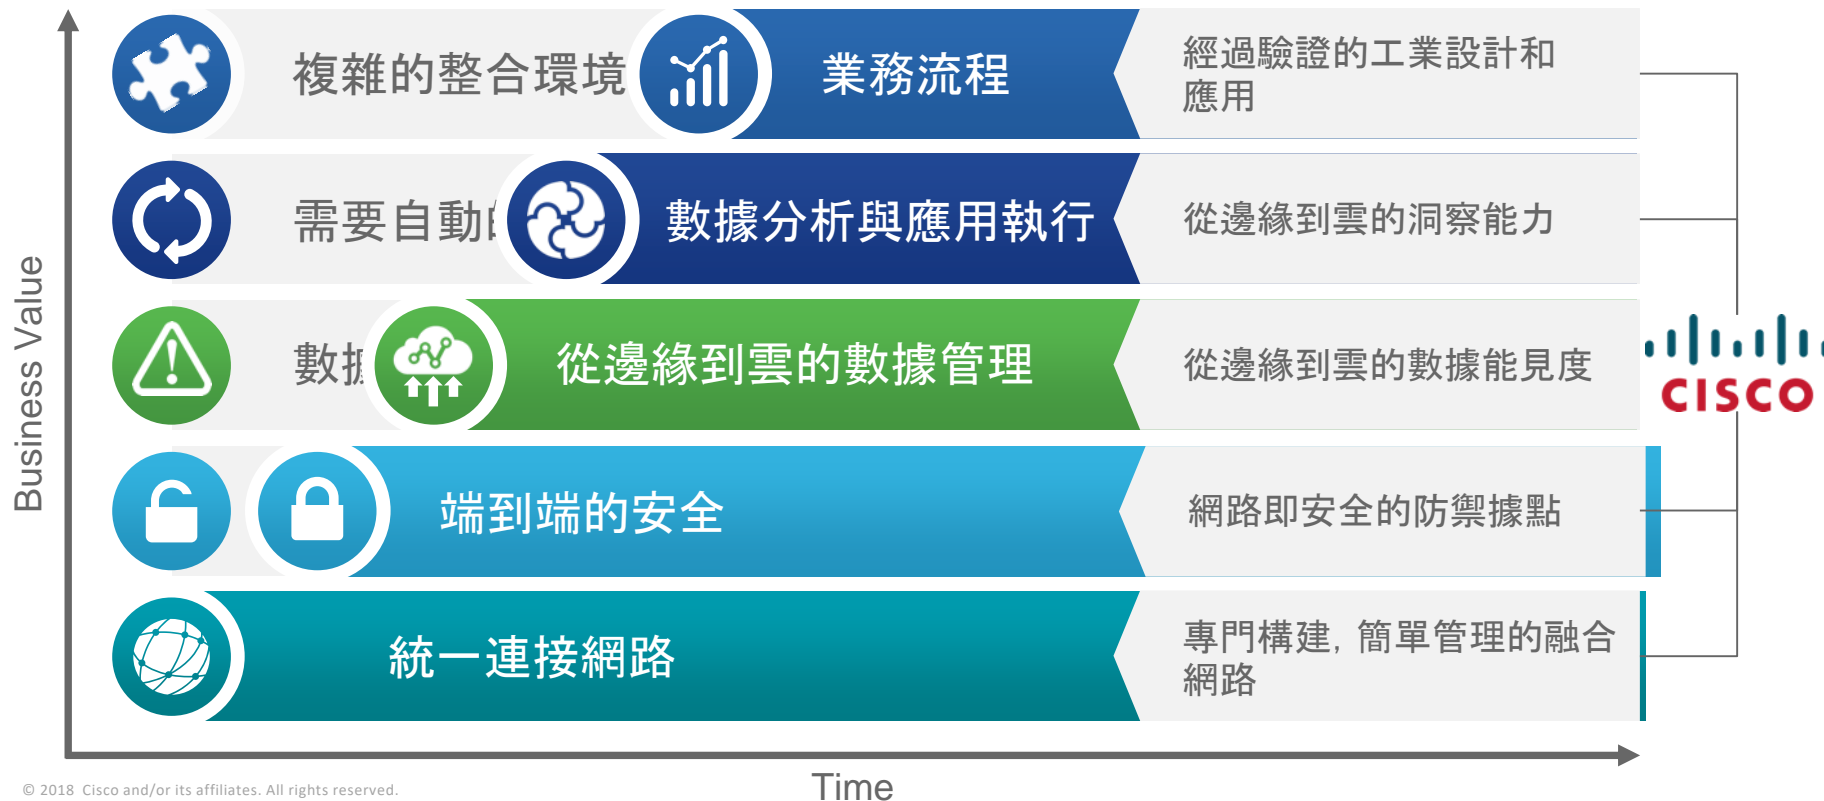 複雜的整合環境
業務流程
經過驗證的工業設計和
應用
需要自動
數據分析與應用執行
從邊緣到雲的洞察能力
數據
從邊緣到雲的數據管理
從邊緣到雲的數據能見度
CISCO
端到端的安全
網路即安全的防禦據點
統一連接網路
專門構建, 簡單管理的融合
網路
Business Value
Time
© 2018 Cisco and/or its affiliates. All rights reserved.